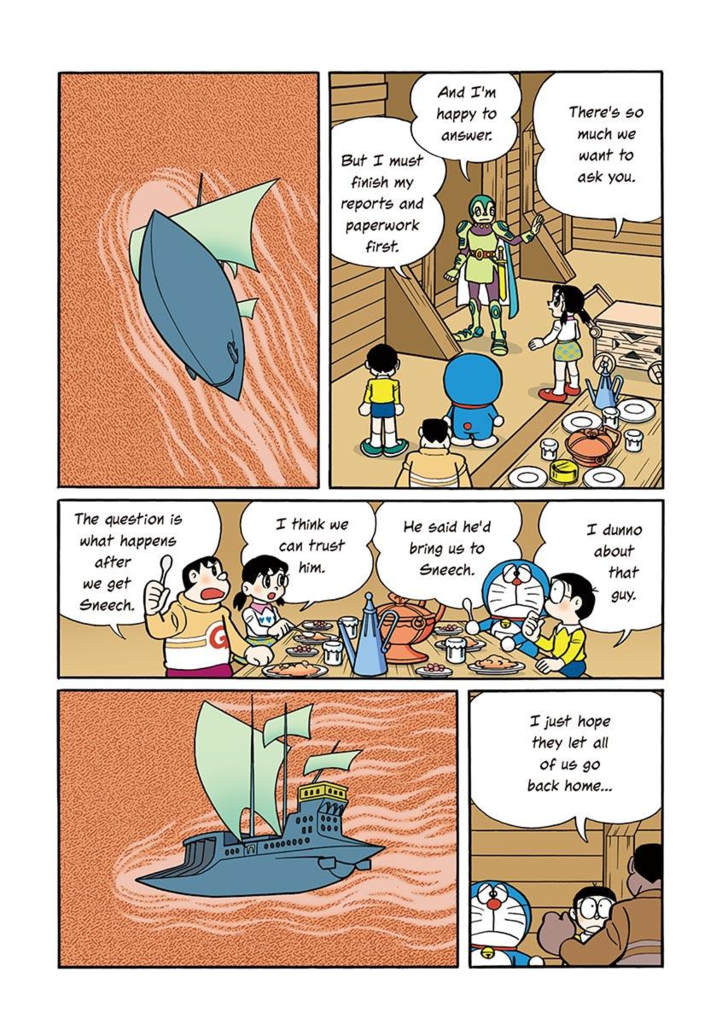 There's so
much we
want to
ask you.
And I'm
happy to
answer.
But I must
finish my
reports and
paperwork
first.
I dunno
about
that
guy.
He said he'd
bring us to
Sneech.
I think we
can trust
him.
The question is
what happens
after
we get
Sneech.
G
I just hope
they let all
of us go
back home...